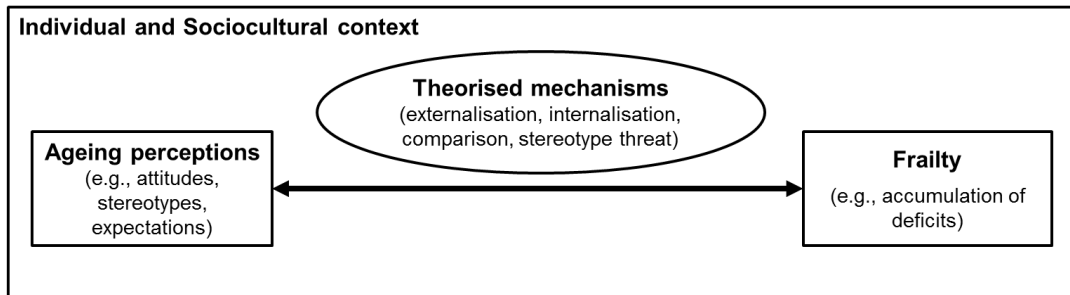 Individual and Sociocultural context
Theorised mechanisms
(externalisation, internalisation,
comparison, stereotype threat)
Ageing perceptions
(e.g., attitudes,
stereotypes,
expectations)
Frailty
(e.g., accumulation of
deficits)